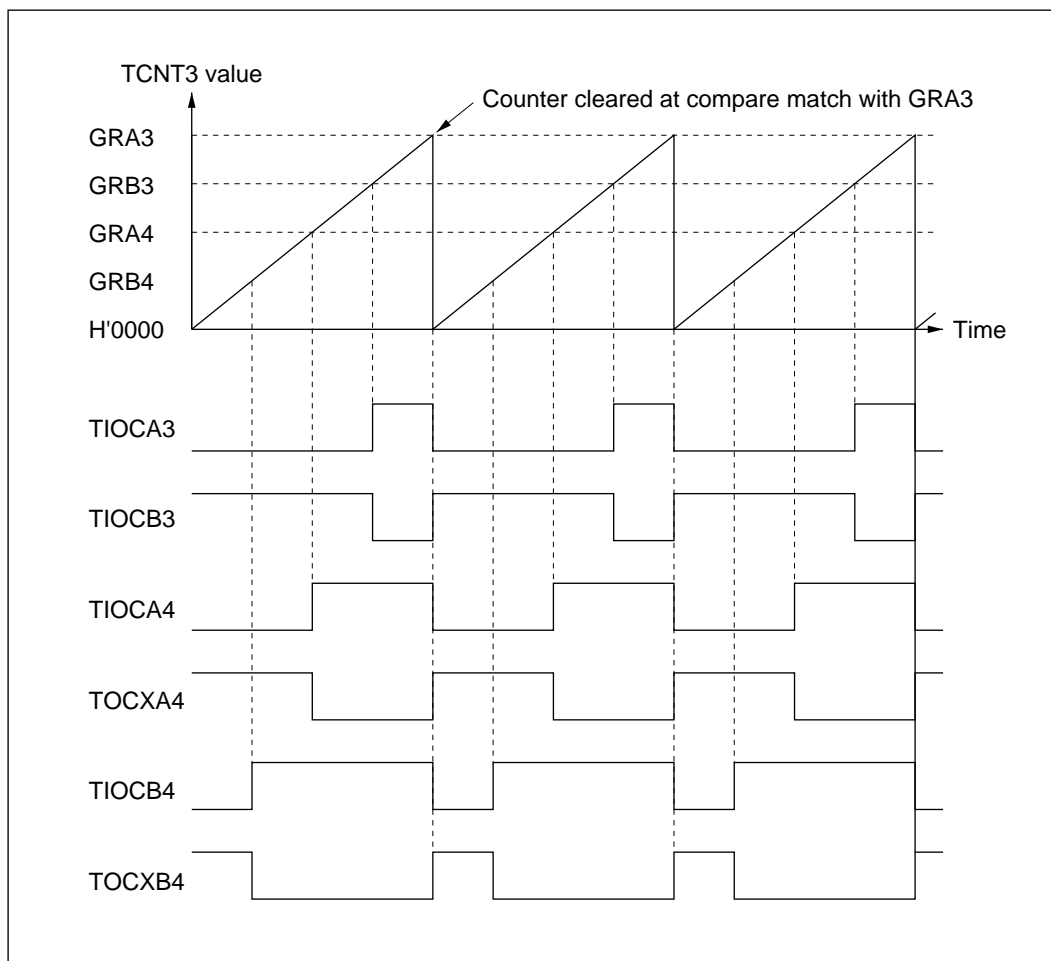 TCNT3 value
Counter cleared at compare match with GRA3
GRA3
GRB3
GRA4
GRB4
H'0000
Time
TIOCA3
TIOCB3
TIOCA4
TOCXA4
TIOCB4
TOCXB4